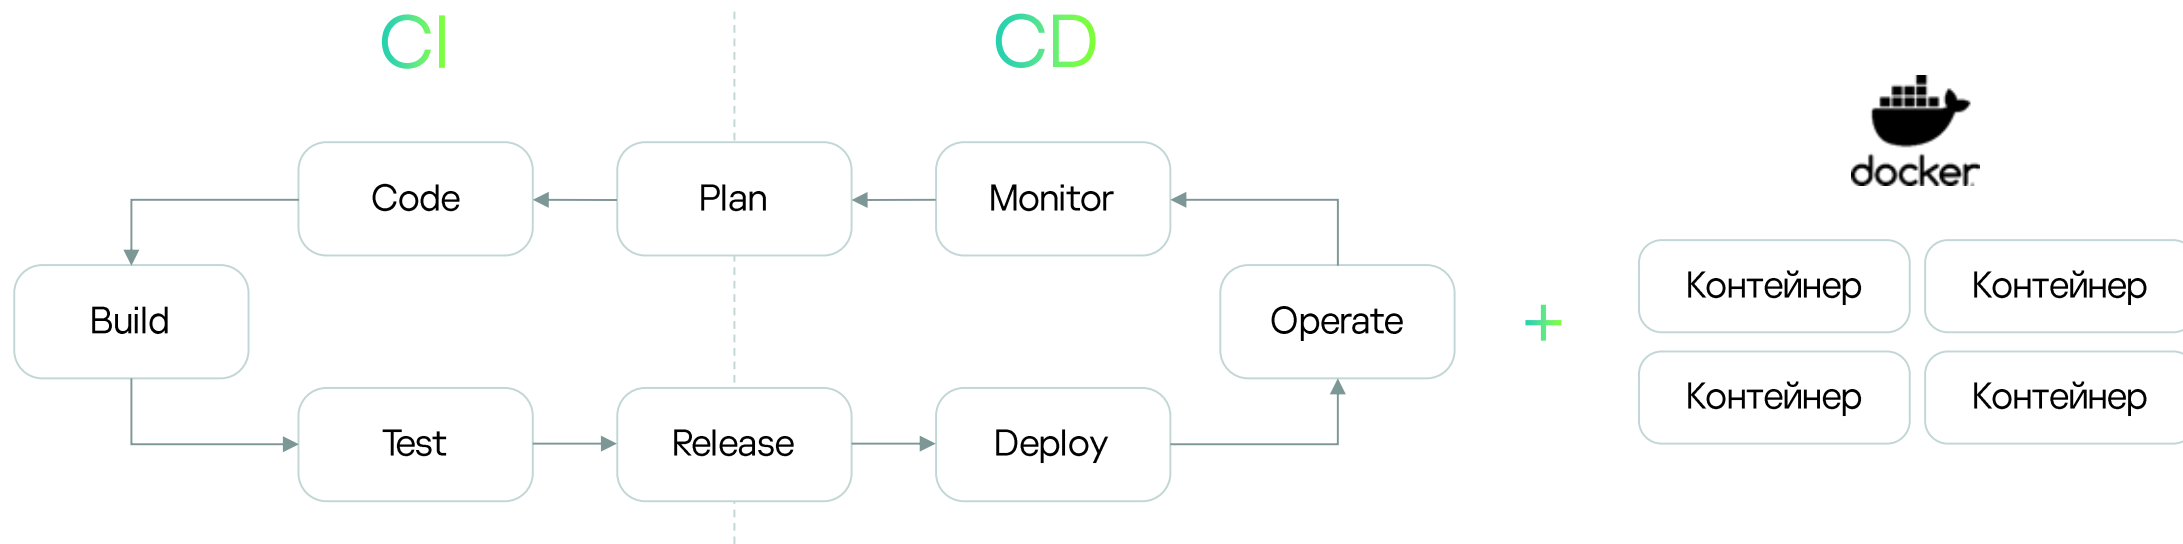 CI
CD
docker
Code
Plan
Monitor
Build
Operate
+
Контейнер
Контейнер
Контейнер
Контейнер
Test
Release
Deploy